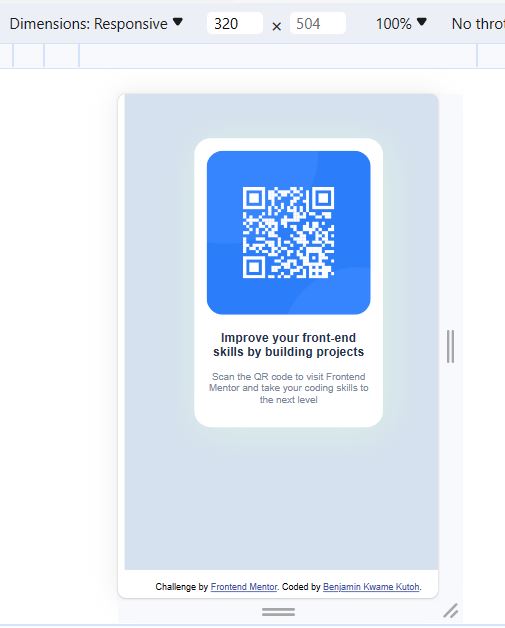 Dimensions: Responsive ▼ 320 × 504 100% ▼ No throt
Improve your front-end
skills by building projects
Scan the QR code to visit Frontend
Mentor and take your coding skills to
the next level
Challenge by Frontend Mentor. Coded by Benjamin Kwame Kutoh.